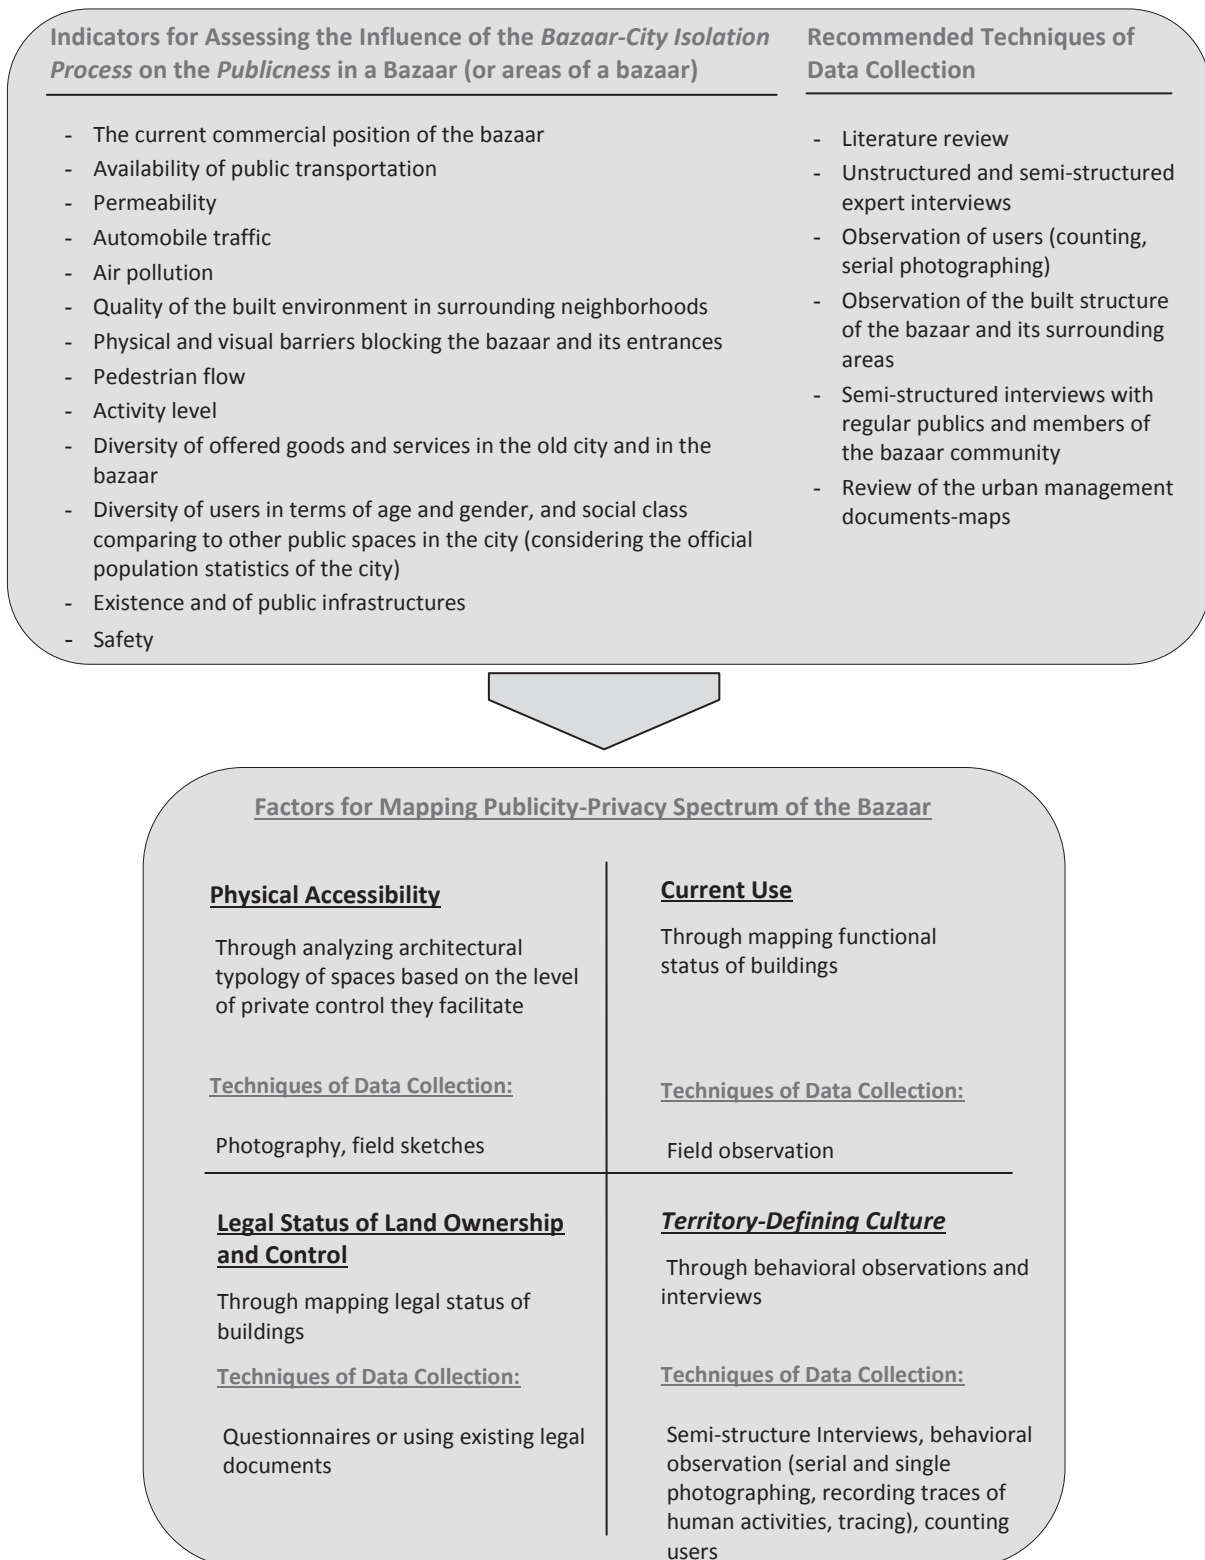 Indicators for Assessing the Influence of the Bazaar-City Isolation
Process on the Publicness in a Bazaar (or areas of a bazaar)
- The current commercial position of the bazaar
- Availability of public transportation
- Permeability
- Automobile traffic
- Air pollution
- Quality of the built environment in surrounding neighborhoods
- Physical and visual barriers blocking the bazaar and its entrances
- Pedestrian flow
- Activity level
- Diversity of offered goods and services in the old city and in the
bazaar
- Diversity of users in terms of age and gender, and social class
comparing to other public spaces in the city (considering the official
population statistics of the city)
- Existence and of public infrastructures
- Safety
Recommended Techniques of
Data Collection
- Literature review
- Unstructured and semi-structured
expert interviews
- Observation of users (counting,
serial photographing)
- Observation of the built structure
of the bazaar and its surrounding
areas
- Semi-structured interviews with
regular publics and members of
the bazaar community
- Review of the urban management
documents-maps
Factors for Mapping Publicity-Privacy Spectrum of the Bazaar
Physical Accessibility
Through analyzing architectural
typology of spaces based on the level
of private control they facilitate
Techniques of Data Collection:
Photography, field sketches
Current Use
Through mapping functional
status of buildings
Techniques of Data Collection:
Field observation
Legal Status of Land Ownership
and Control
Through mapping legal status of
buildings
Techniques of Data Collection:
Questionnaires or using existing legal
documents
Territory-Defining Culture
Through behavioral observations and
interviews
Techniques of Data Collection:
Semi-structure Interviews, behavioral
observation (serial and single
photographing, recording traces of
human activities, tracing), counting
users